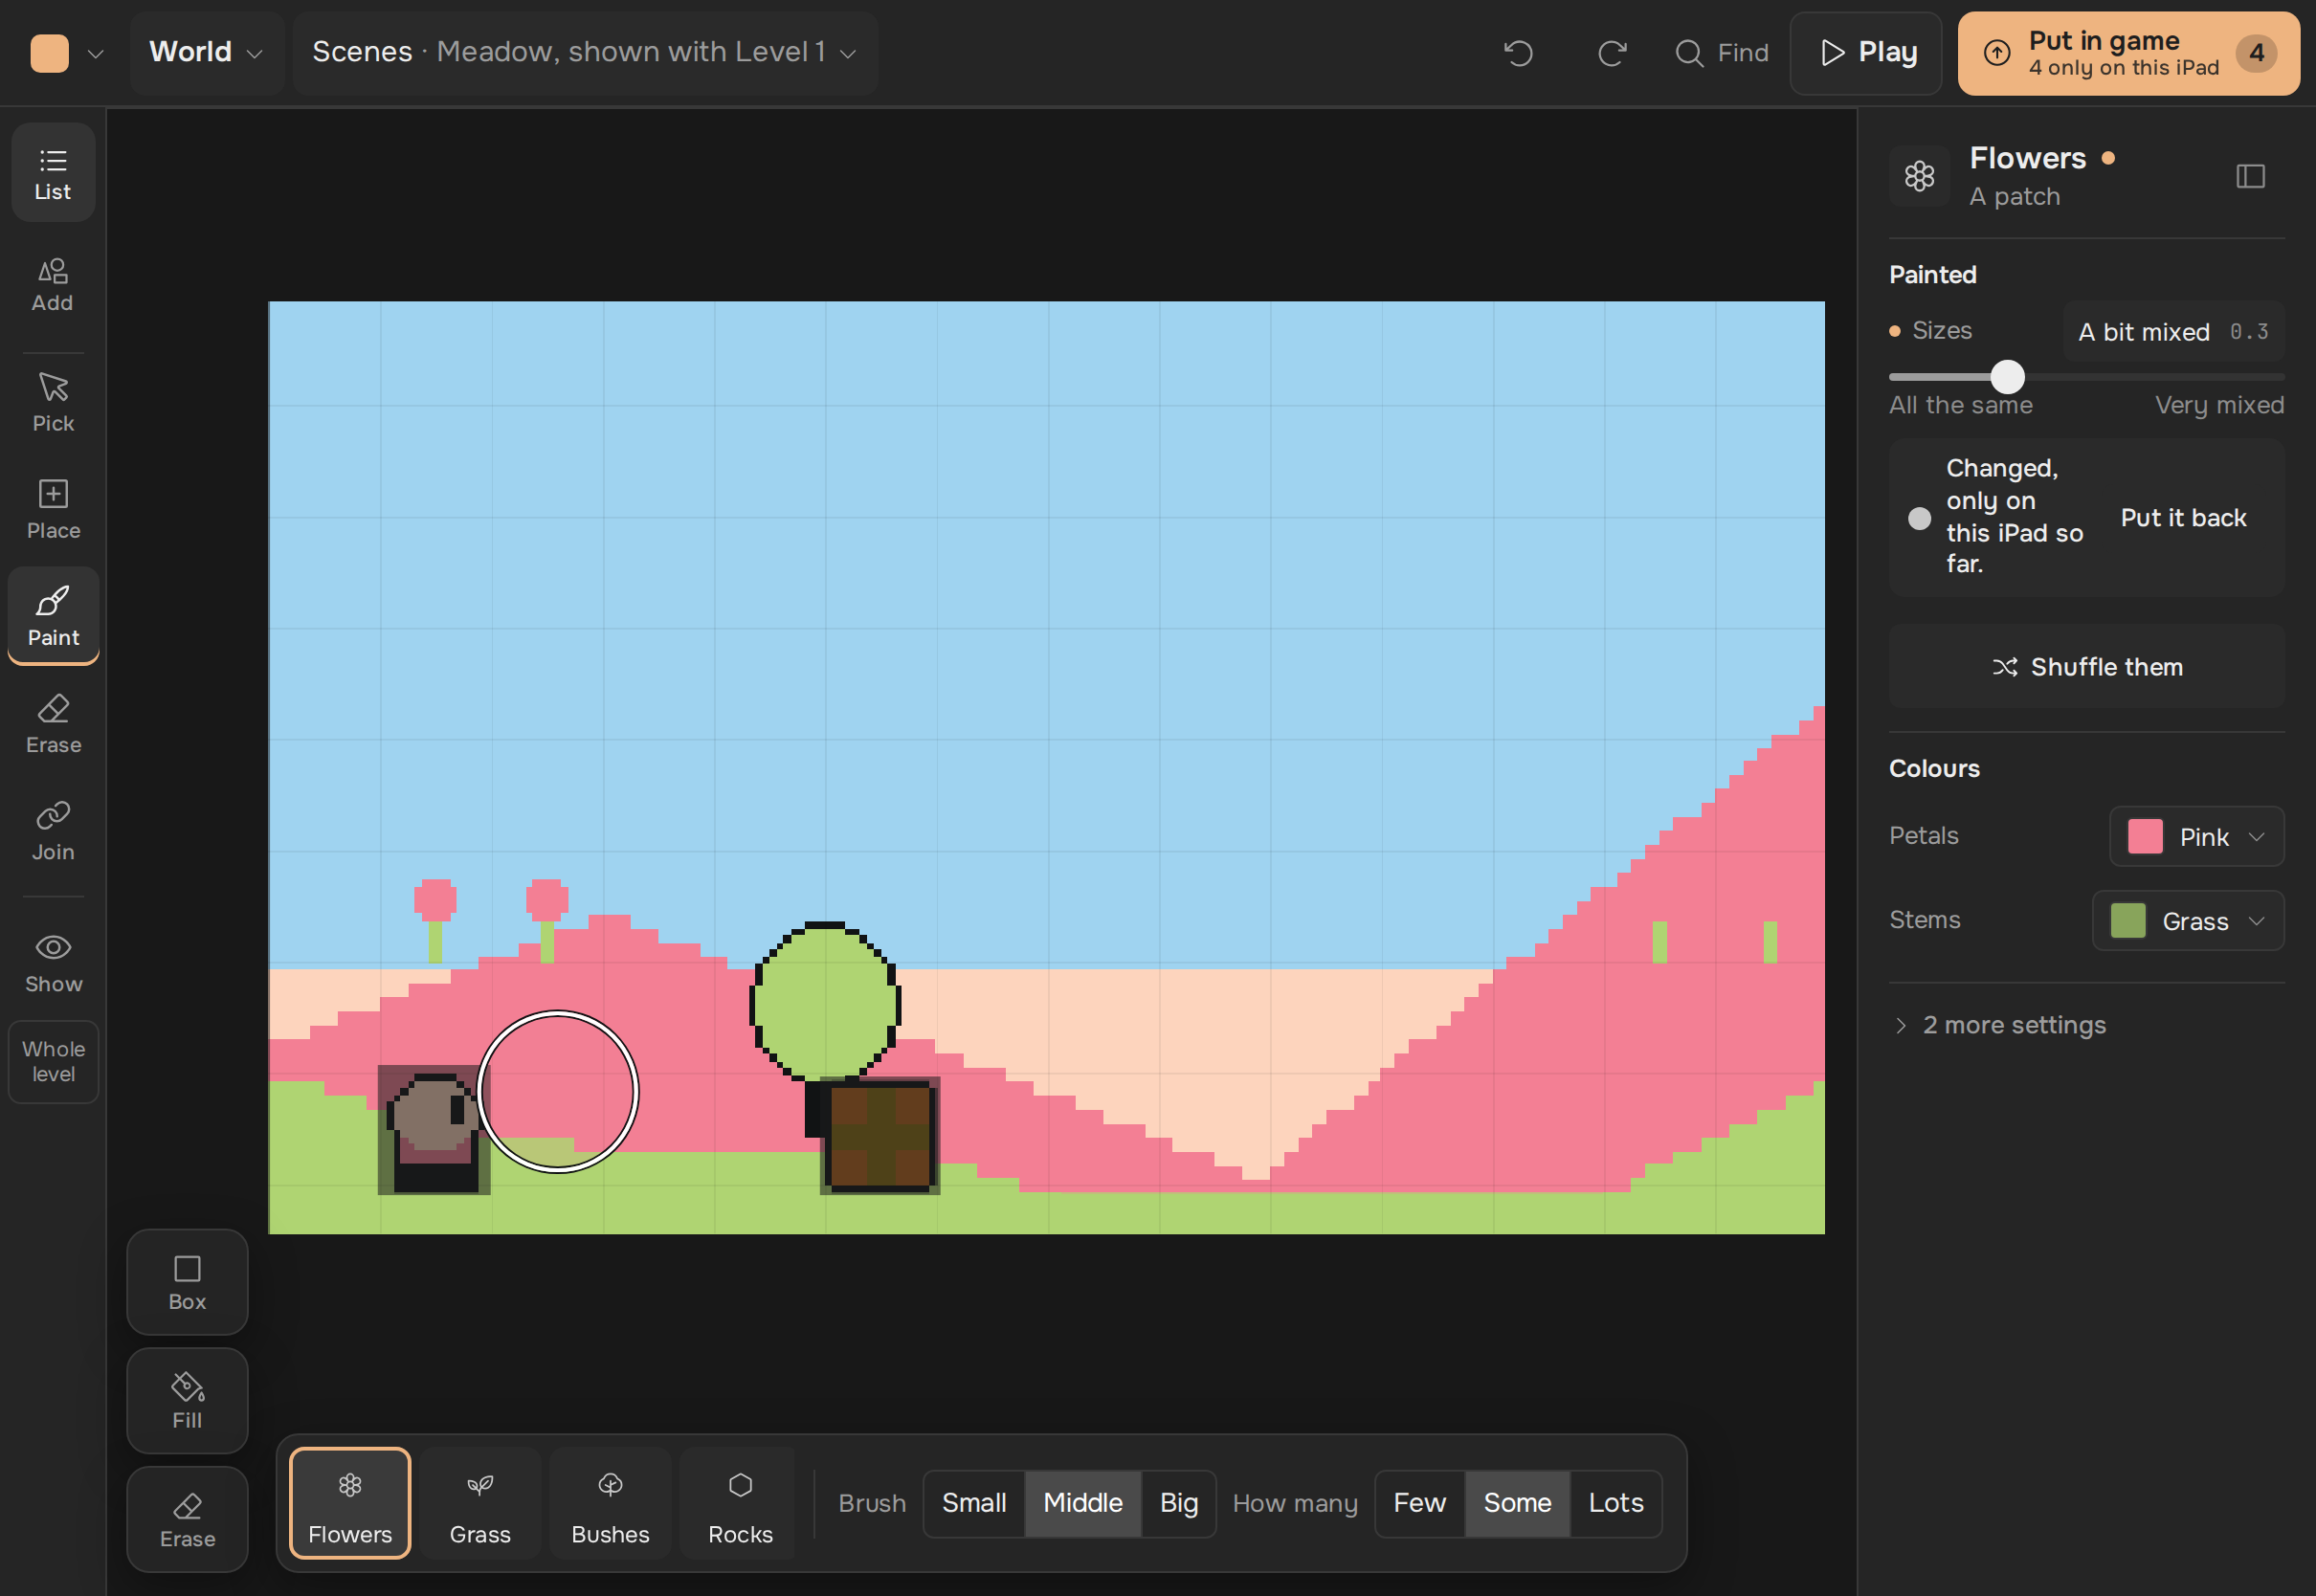 World
Scenes · Meadow, shown with Level 1
Find
Play
Put in game
4 only on this iPad
4
List
Add
Pick
Place
Paint
Erase
Join
Show
Whole
level
Flowers
A patch
Painted
Sizes
A bit mixed 0.3
All the same
Very mixed
Changed,
only on
this iPad so
far.
Put it back
Shuffle them
Colours
Petals
Pink
Stems
Grass
2 more settings
Box
Fill
Erase
Flowers
Grass
Bushes
Rocks
Brush
Small
Middle
Big
How many
Few
Some
Lots